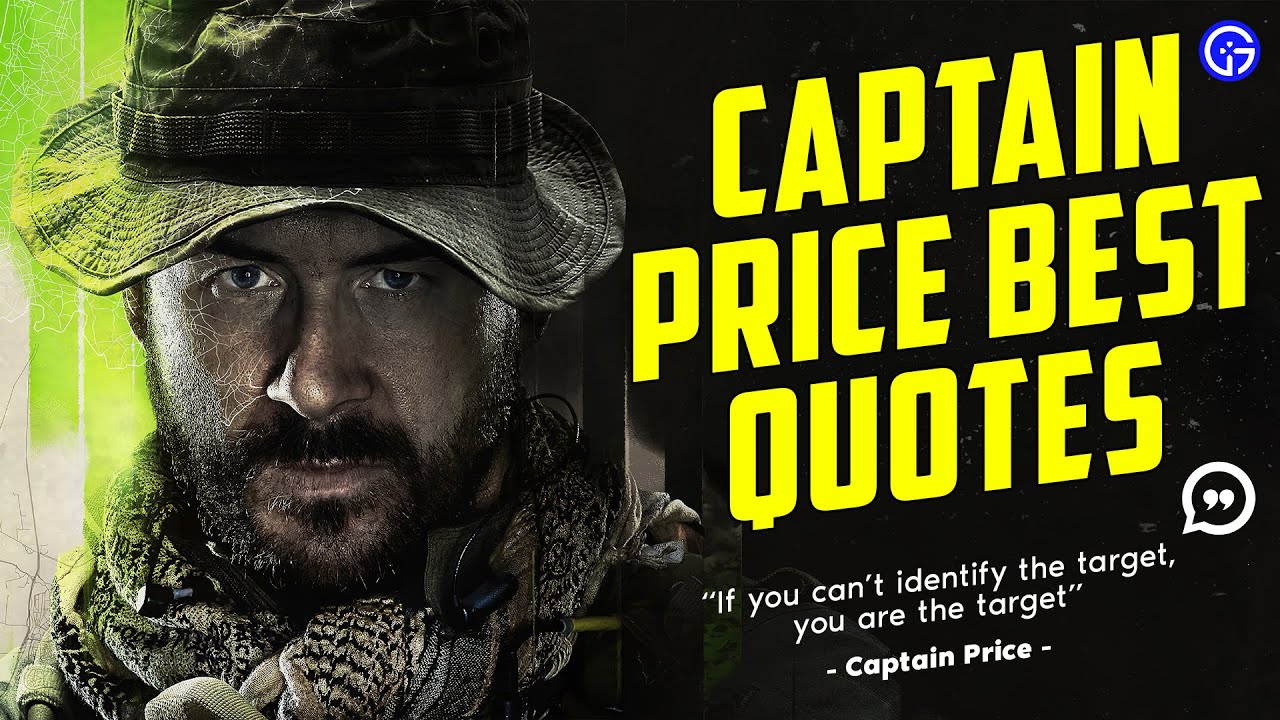 CAPTAIN
PRICE BEST
QUOTES
“If you can’t identify the target,
you are the target”
- Captain Price -